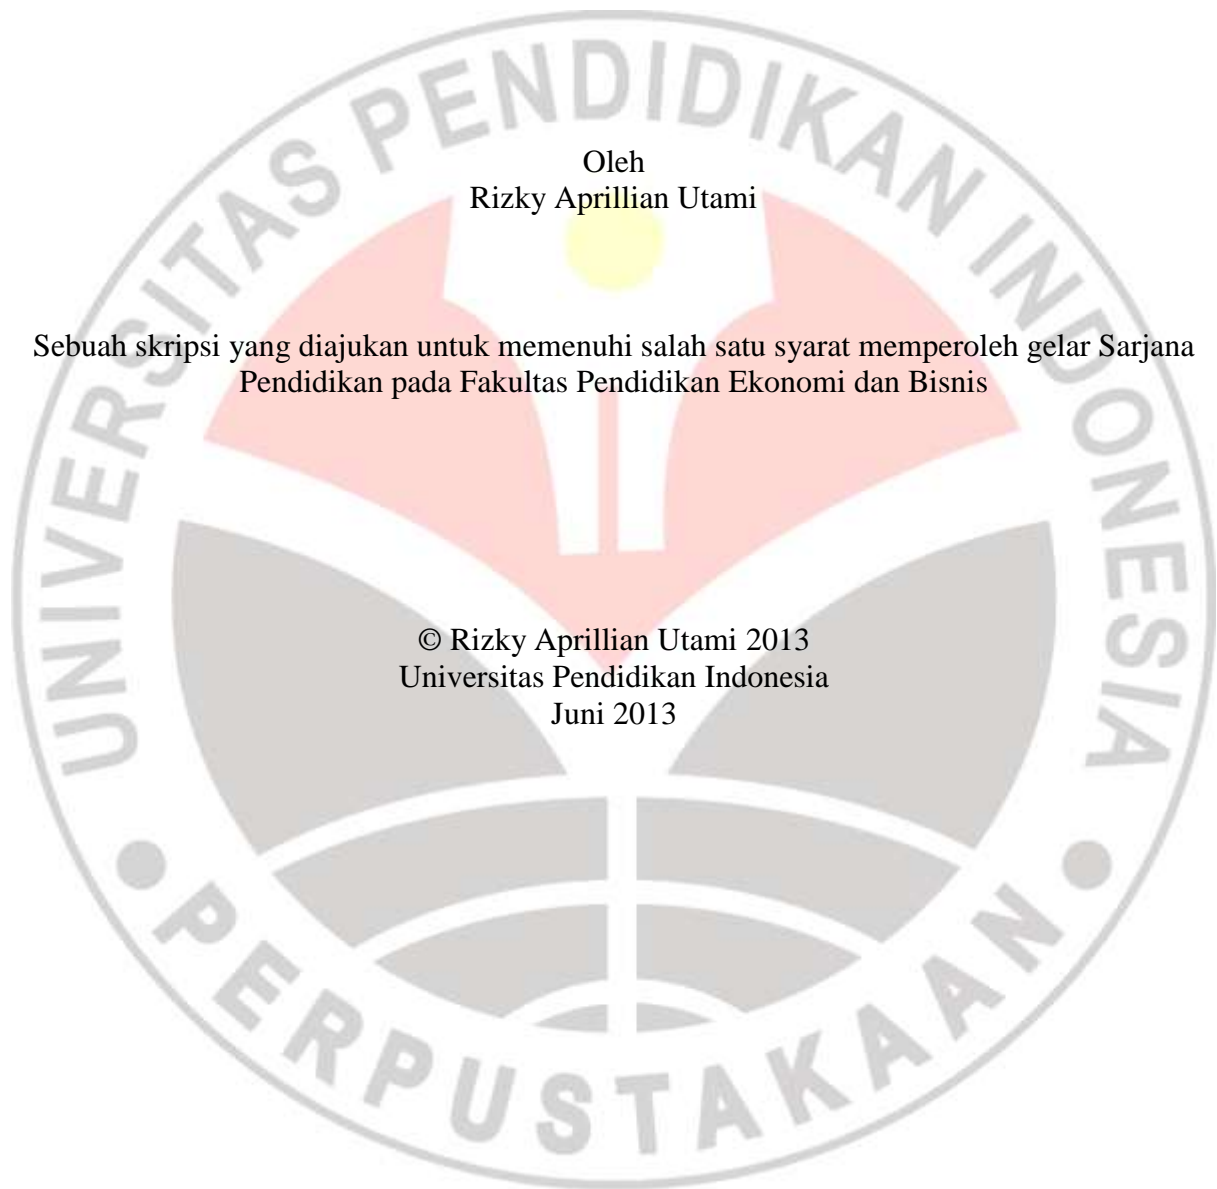 UNIVERSITAS PENDIDIKAN INDONESIA
Oleh
Rizky Aprillian Utami
Sebuah skripsi yang diajukan untuk memenuhi salah satu syarat memperoleh gelar Sarjana
Pendidikan pada Fakultas Pendidikan Ekonomi dan Bisnis
© Rizky Aprillian Utami 2013
Universitas Pendidikan Indonesia
Juni 2013
PERPUSTAKAAN